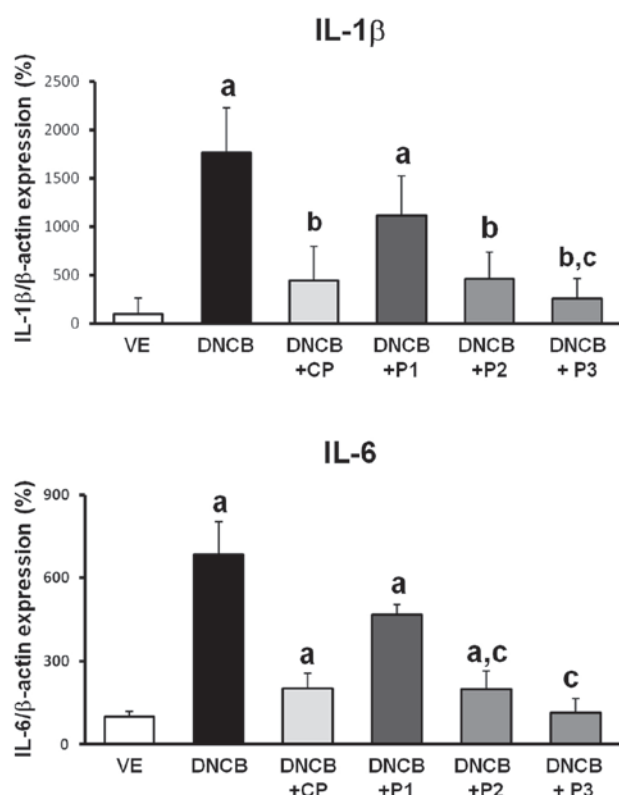 IL-1β
IL-1β/β-actin expression (%)
2500
2000
1500
1000
500
0
a
b
a
b
b,c
VE DNCB DNCB DNCB DNCB DNCB
+CP +P1 +P2 + P3
IL-6
IL-6/β-actin expression (%)
900
600
300
0
a
a
a
a,c
c
VE DNCB DNCB DNCB DNCB DNCB
+CP +P1 +P2 + P3